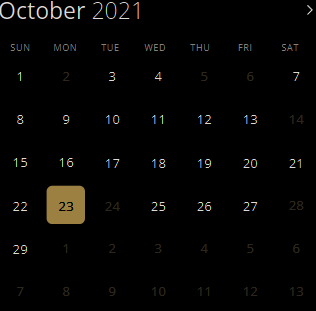 October 2021
SUN MON TUE WED THU FRI SAT
1 2 3 4 5 6 7
8 9 10 11 12 13 14
15 16 17 18 19 20 21
22 23 24 25 26 27 28
29 1 2 3 4 5 6
7 8 9 10 11 12 13